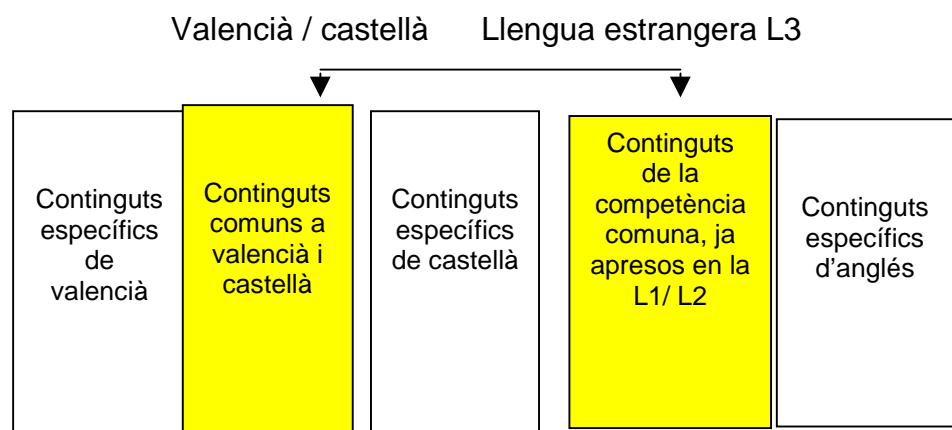 Valencià / castellà Llengua estrangera L3
Continguts
específics
de
valencià
Continguts
comuns a
valencià i
castellà
Continguts
específics
de castellà
Continguts
de la
competència
comuna, ja
apresos en la
L1/ L2
Continguts
específics
d’anglés